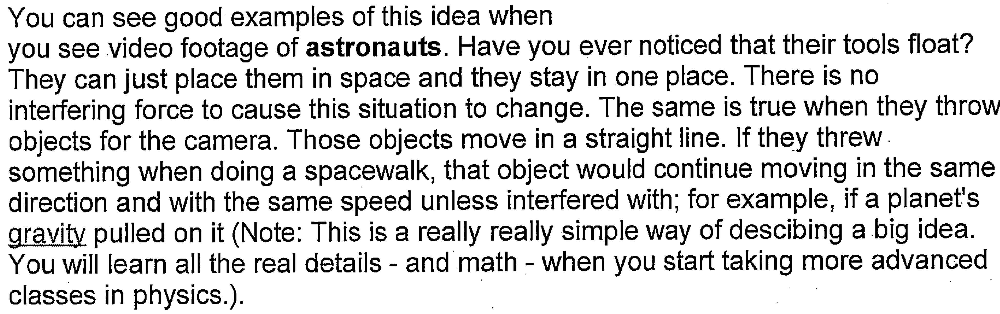 You can see good examples of this idea when
you see video footage of astronauts. Have you ever noticed that their tools float?
They can just place them in space and they stay in one place. There is no
interfering force to cause this situation to change. The same is true when they throw
objects for the camera. Those objects move in a straight line. If they threw
something when doing a spacewalk, that object would continue moving in the same
direction and with the same speed unless interfered with; for example, if a planet's
gravity pulled on it (Note: This is a really really simple way of descibing a big idea.
You will learn all the real details - and math - when you start taking more advanced
classes in physics.).